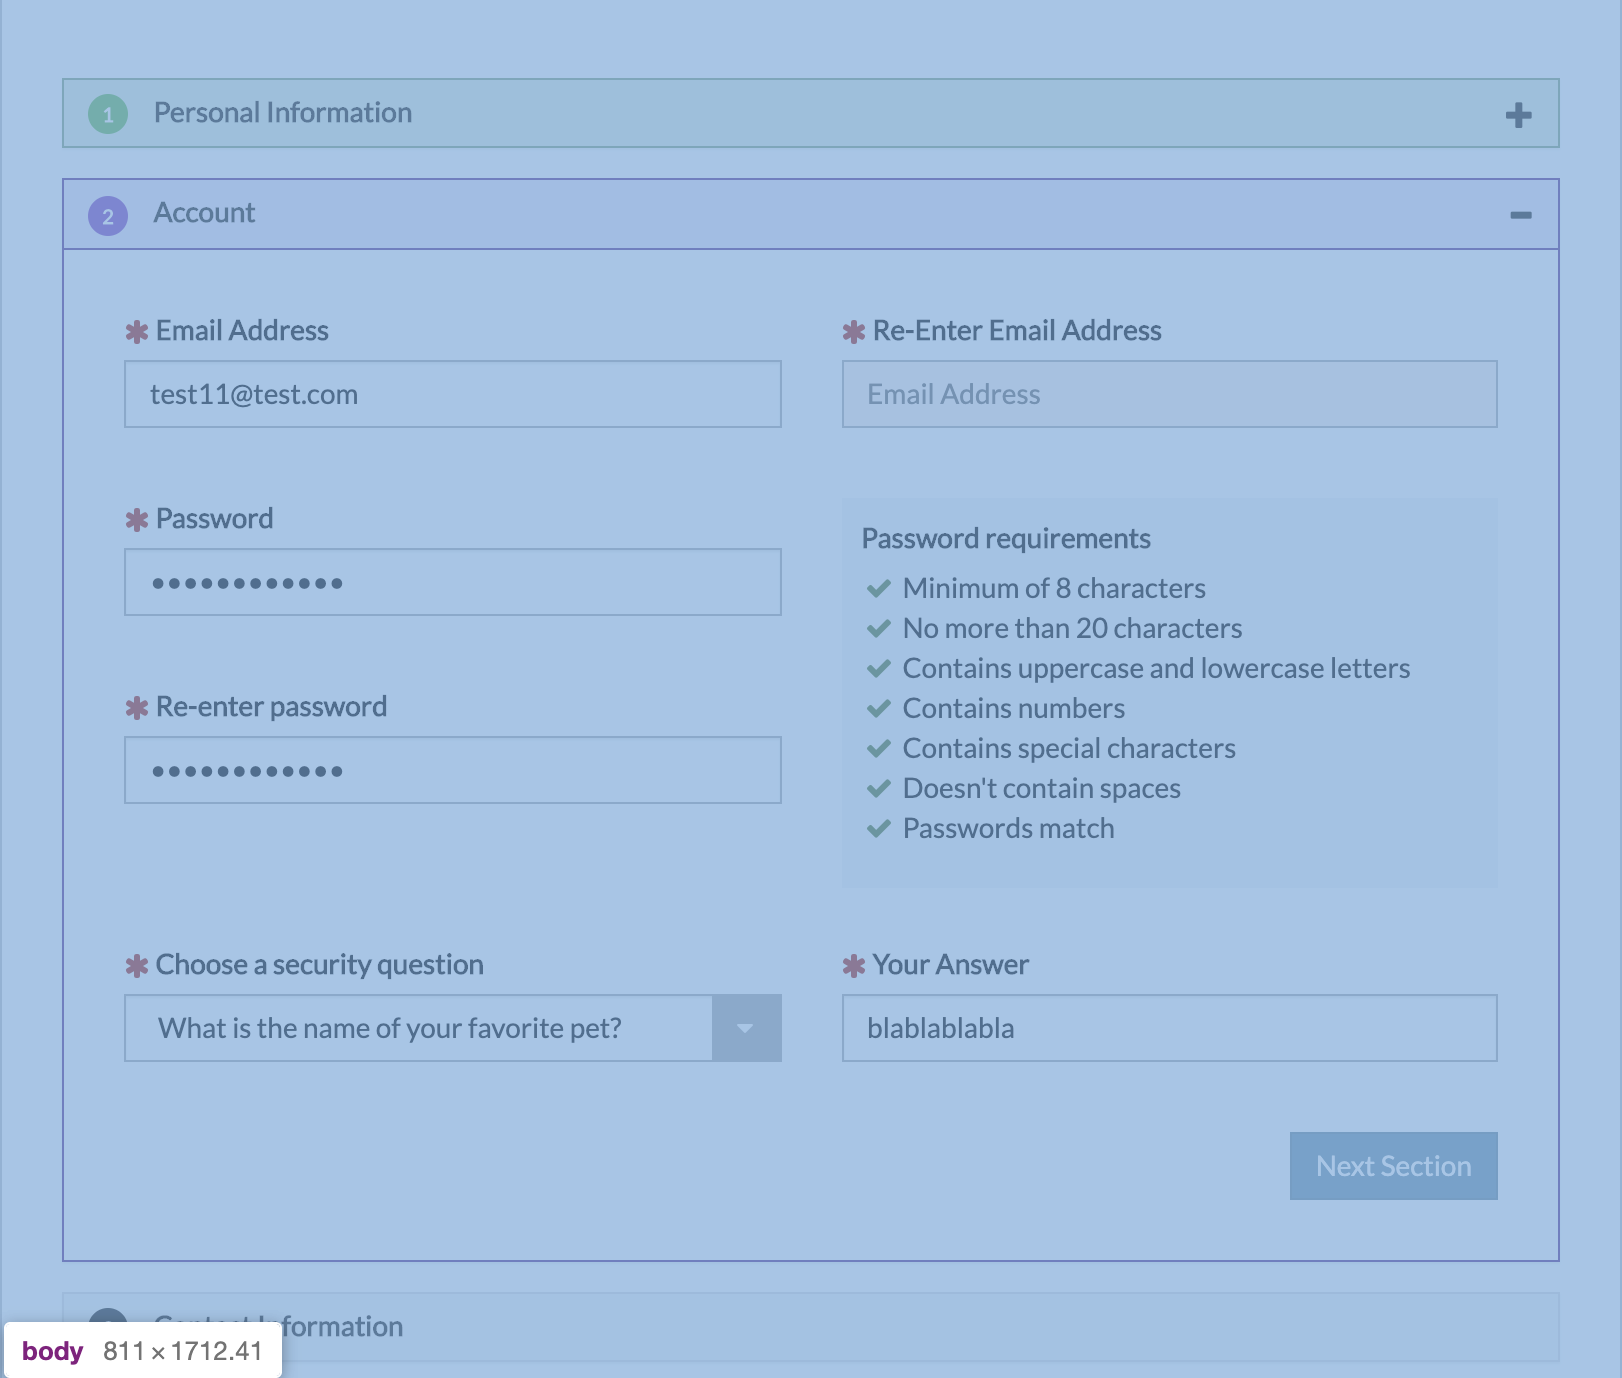 1 Personal Information
2 Account
Email Address
Re-Enter Email Address
test11@test.com
Email Address
Password
Password requirements
Minimum of 8 characters
No more than 20 characters
Contains uppercase and lowercase letters
Contains numbers
Contains special characters
Doesn't contain spaces
Passwords match
Re-enter password
Choose a security question
Your Answer
What is the name of your favorite pet?
blablablabla
Next Section
Contact Information
body 811 × 1712.41